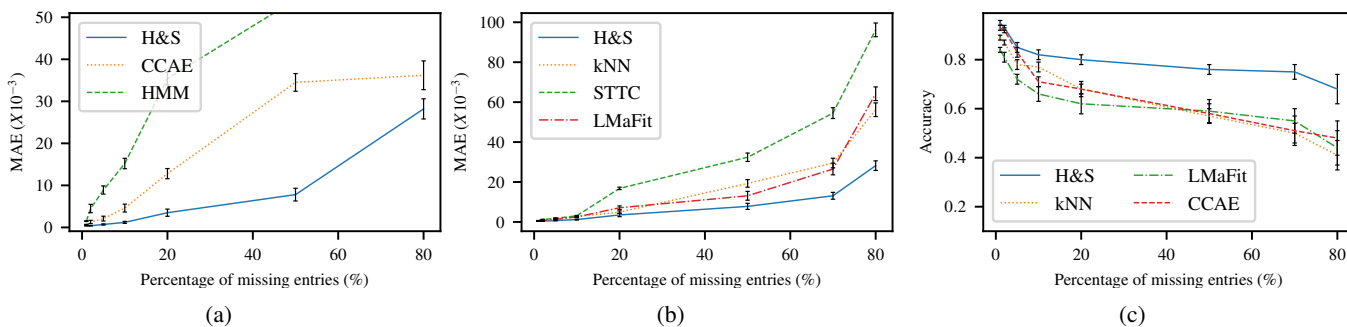 50
40
30
20
10
0
MAE (X10⁻³)
H&S
CCAE
HMM
0 20 40 60 80
Percentage of missing entries (%)
(a)
100
80
60
40
20
0
MAE (X10⁻³)
H&S
kNN
STTC
LMaFit
0 20 40 60 80
Percentage of missing entries (%)
(b)
0.8
0.6
0.4
0.2
Accuracy
H&S LMaFit
kNN CCAE
0 20 40 60 80
Percentage of missing entries (%)
(c)